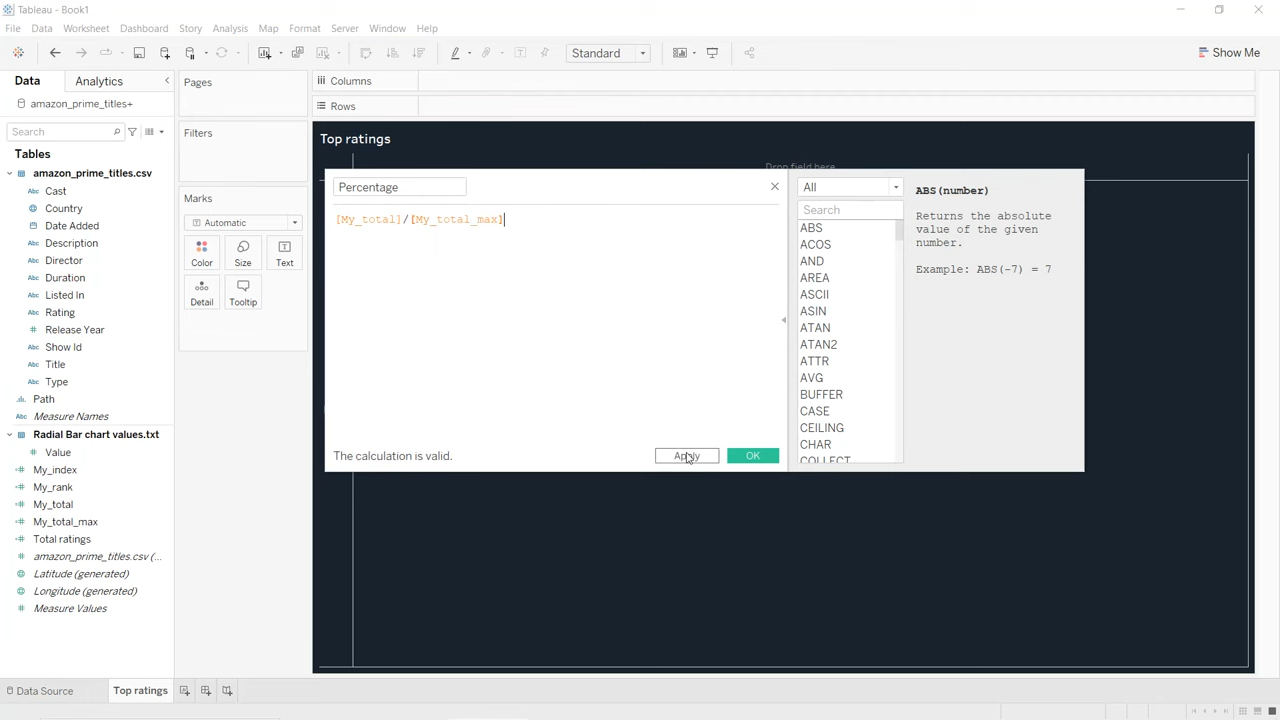 Tableau - Book1
File Data Worksheet Dashboard Story Analysis Map Format Server Window Help
Standard
Show Me
Data Analytics
Pages
Columns
Rows
amazon_prime_titles+
Search
Filters
Tables
Top ratings
amazon_prime_titles.csv
Cast
Country
Date Added
Description
Director
Duration
Listed In
Rating
Release Year
Show Id
Title
Type
Path
Measure Names
Radial Bar chart values.txt
Value
My_index
My_rank
My_total
My_total_max
Total ratings
amazon_prime_titles.csv (...
Latitude (generated)
Longitude (generated)
Measure Values
Marks
Automatic
Color Size Text
Detail Tooltip
Drop field here
Percentage
[My_total]/[My_total_max]
The calculation is valid.
Apply OK
All
Search
ABS
ACOS
AND
AREA
ASCII
ASIN
ATAN
ATAN2
ATTR
AVG
BUFFER
CASE
CEILING
CHAR
COLLECT
ABS(number)
Returns the absolute
value of the given
number.
Example: ABS(-7) = 7
Data Source Top ratings